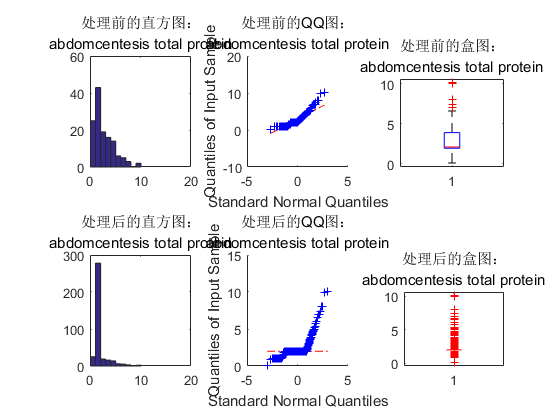 处理前的直方图：
abdomcentesis total protein
60
40
20
0
0
10
20
处理前的QQ图：
abdomcentesis total protein
Quantiles of Input Sample
20
10
0
-10
-5
0
5
Standard Normal Quantiles
处理前的盒图：
abdomcentesis total protein
10
5
0
1
处理后的直方图：
abdomcentesis total protein
300
200
100
0
0
10
20
处理后的QQ图：
abdomcentesis total protein
Quantiles of Input Sample
15
10
5
0
-5
0
5
Standard Normal Quantiles
处理后的盒图：
abdomcentesis total protein
10
5
0
1